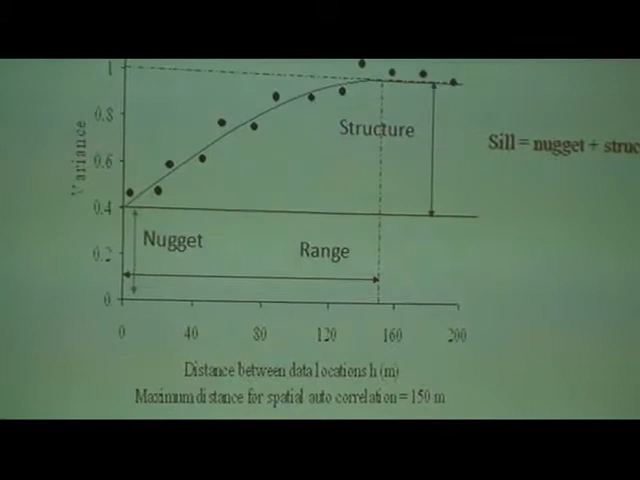 1
0.8
0.6
0.4
0.2
0
Variance
Structure
Sill = nugget + struc
Nugget
Range
0 40 80 120 160 200
Distance between data locations h (m)
Maximum distance for spatial auto correlation = 150 m